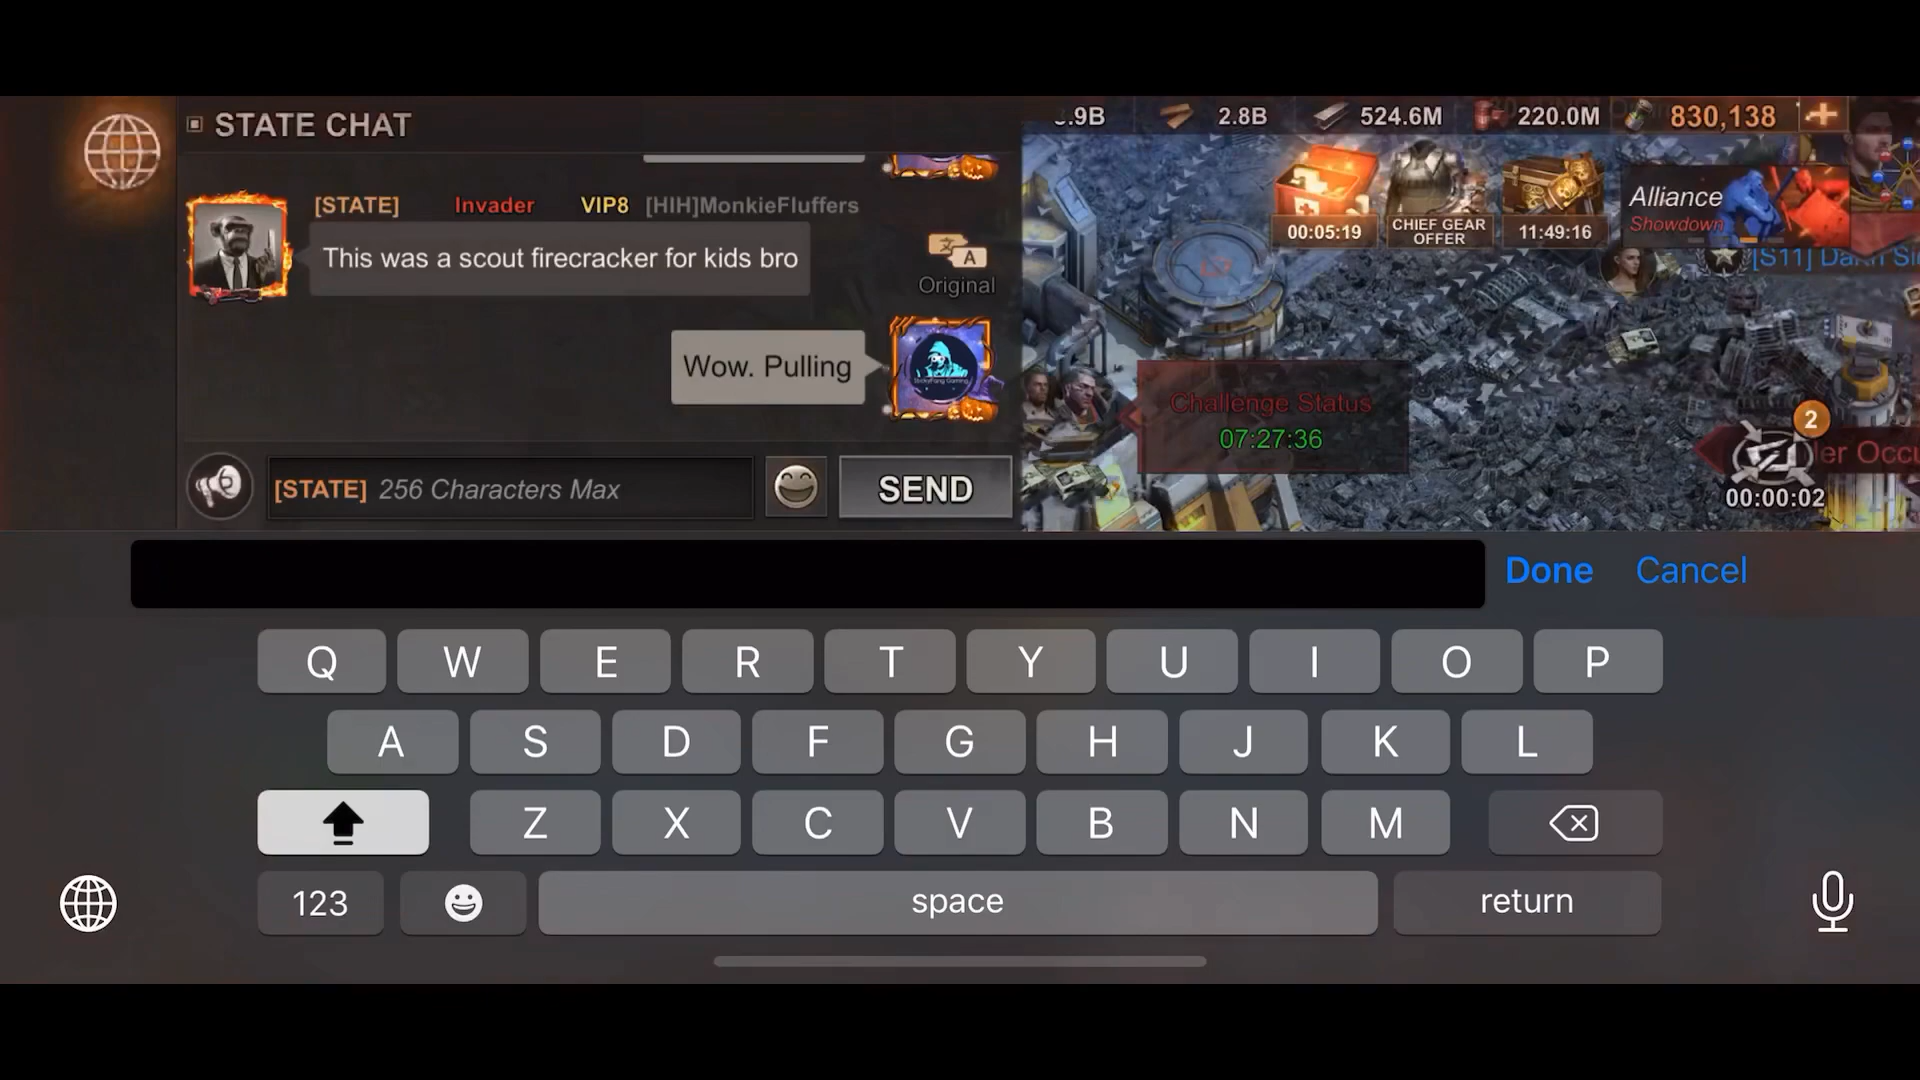 STATE CHAT
.9B 2.8B 524.6M 220.0M 830,138
[STATE] Invader VIP8 [HIH]MonkieFluffers
This was a scout firecracker for kids bro
Original
Wow. Pulling
00:05:19
CHIEF GEAR
OFFER
11:49:16
Alliance
Showdown
Challenge Status
07:27:36
2
00:00:02
[STATE] 256 Characters Max
SEND
Done Cancel
Q W E R T Y U I O P
A S D F G H J K L
Z X C V B N M
123 space return